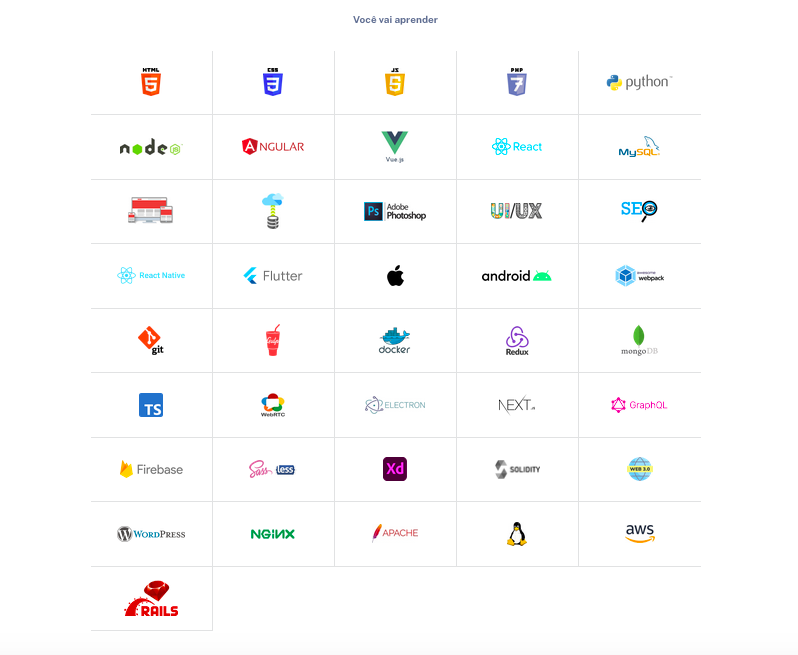 Você vai aprender
HTML 5
CSS 3
JS 5
PHP 7
python™
node JS
ANGULAR
Vue.js
React
MySQL
Ps Adobe Photoshop
UI/UX
SEO
React Native
Flutter
android
webpack
git
Gulp
docker
Redux
mongoDB
TS
WebRTC
ELECTRON
NEXT.JS
GraphQL
Firebase
Sass {less}
Xd
SOLIDITY
WEB 3.0
WORDPRESS
NGINX
APACHE
aws
RAILS